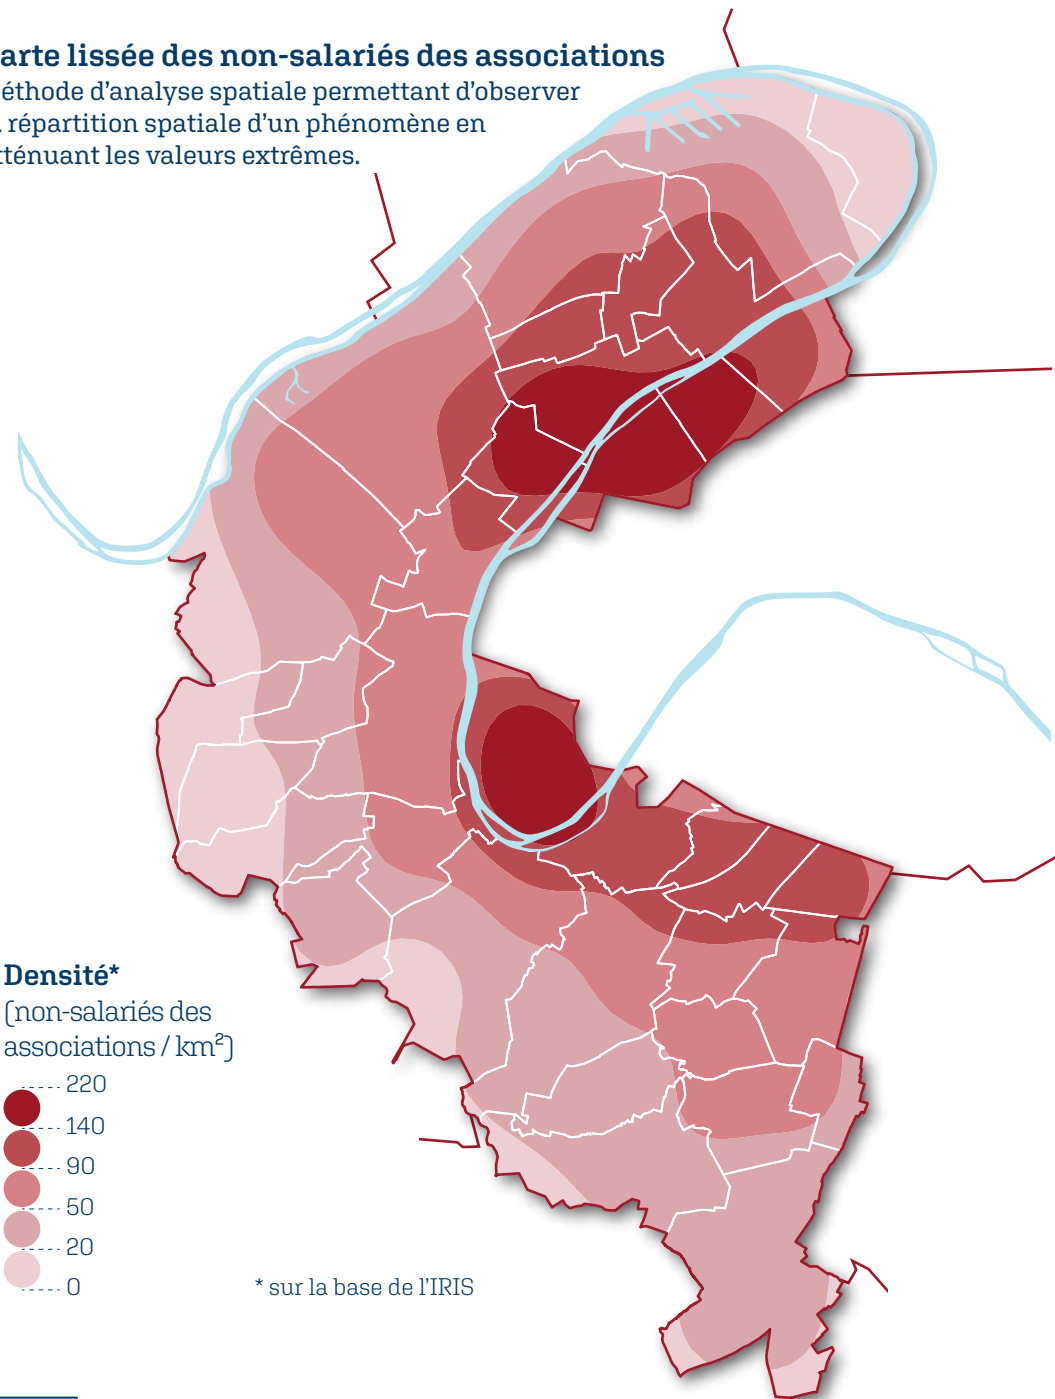 arte lissée des non-salariés des associations
éthode d'analyse spatiale permettant d'observer
répartition spatiale d'un phénomène en
tténuant les valeurs extrêmes.
Densité*
(non-salariés des
associations / km²)
220
140
90
50
20
0
* sur la base de l'IRIS